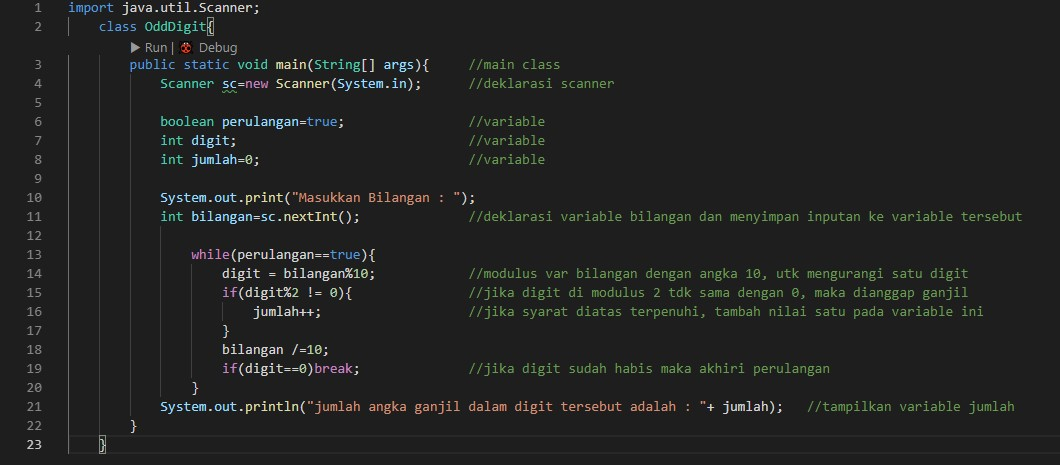 1 import java.util.Scanner;
2 class OddDigit{
Run | Debug
3 public static void main(String[] args){ //main class
4 Scanner sc=new Scanner(System.in); //deklarasi scanner
5
6 boolean perulangan=true; //variable
7 int digit; //variable
8 int jumlah=0; //variable
9
10 System.out.print("Masukkan Bilangan : ");
11 int bilangan=sc.nextInt(); //deklarasi variable bilangan dan menyimpan inputan ke variable tersebut
12
13 while(perulangan==true){
14 digit = bilangan%10; //modulus var bilangan dengan angka 10, utk mengurangi satu digit
15 if(digit%2 != 0){ //jika digit di modulus 2 tdk sama dengan 0, maka dianggap ganjil
16 jumlah++; //jika syarat diatas terpenuhi, tambah nilai satu pada variable ini
17 }
18 bilangan /=10;
19 if(digit==0)break; //jika digit sudah habis maka akhiri perulangan
20 }
21 System.out.println("jumlah angka ganjil dalam digit tersebut adalah : "+ jumlah); //tampilkan variable jumlah
22 }
23 }